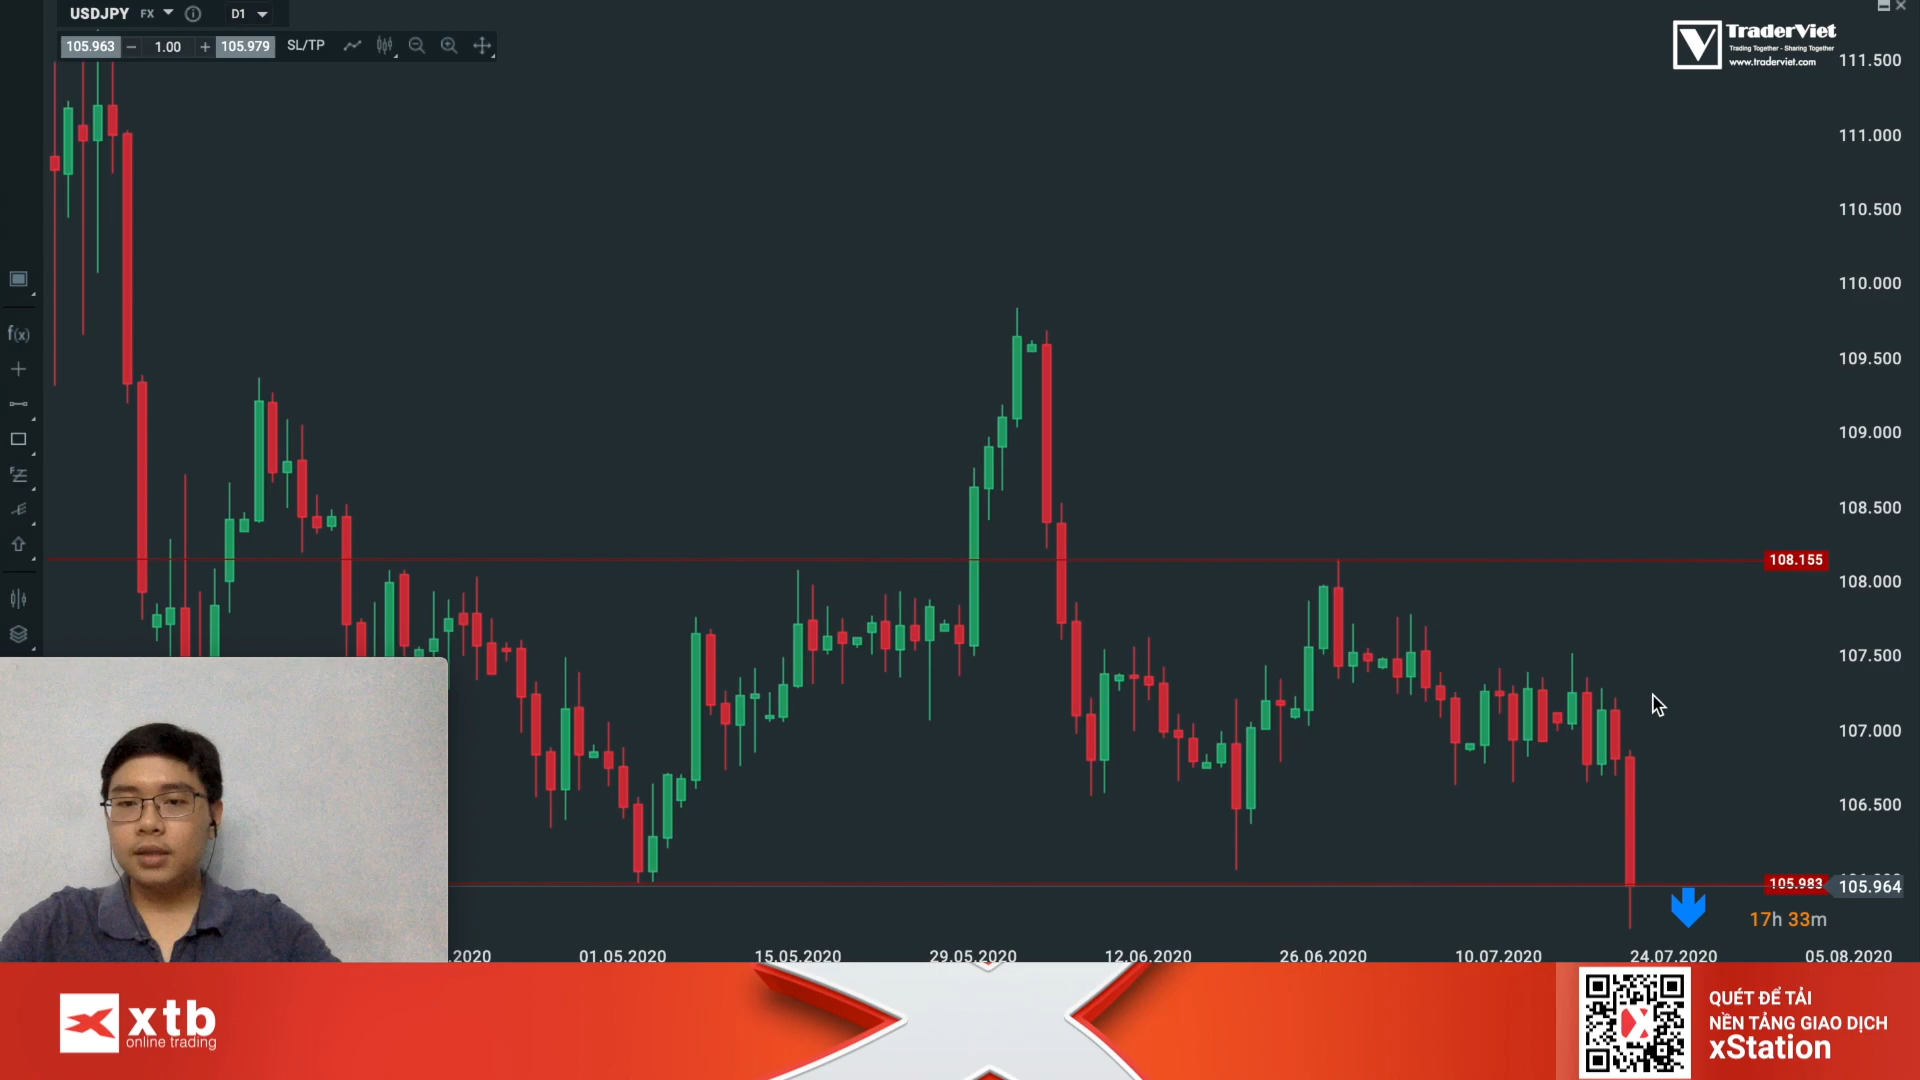 USDJPY FX D1
105.963 − 1.00 + 105.979 SL/TP
TraderViet
Trading Together - Sharing Together
www.traderviet.com
111.500
111.000
110.500
110.000
109.500
109.000
108.500
108.155
108.000
107.500
107.000
106.500
105.983
105.964
17h 33m
f(x)
.2020 01.05.2020 15.05.2020 29.05.2020 12.06.2020 26.06.2020 10.07.2020 24.07.2020 05.08.2020
xtb
online trading
QUÉT ĐỂ TẢI
NỀN TẢNG GIAO DỊCH
xStation